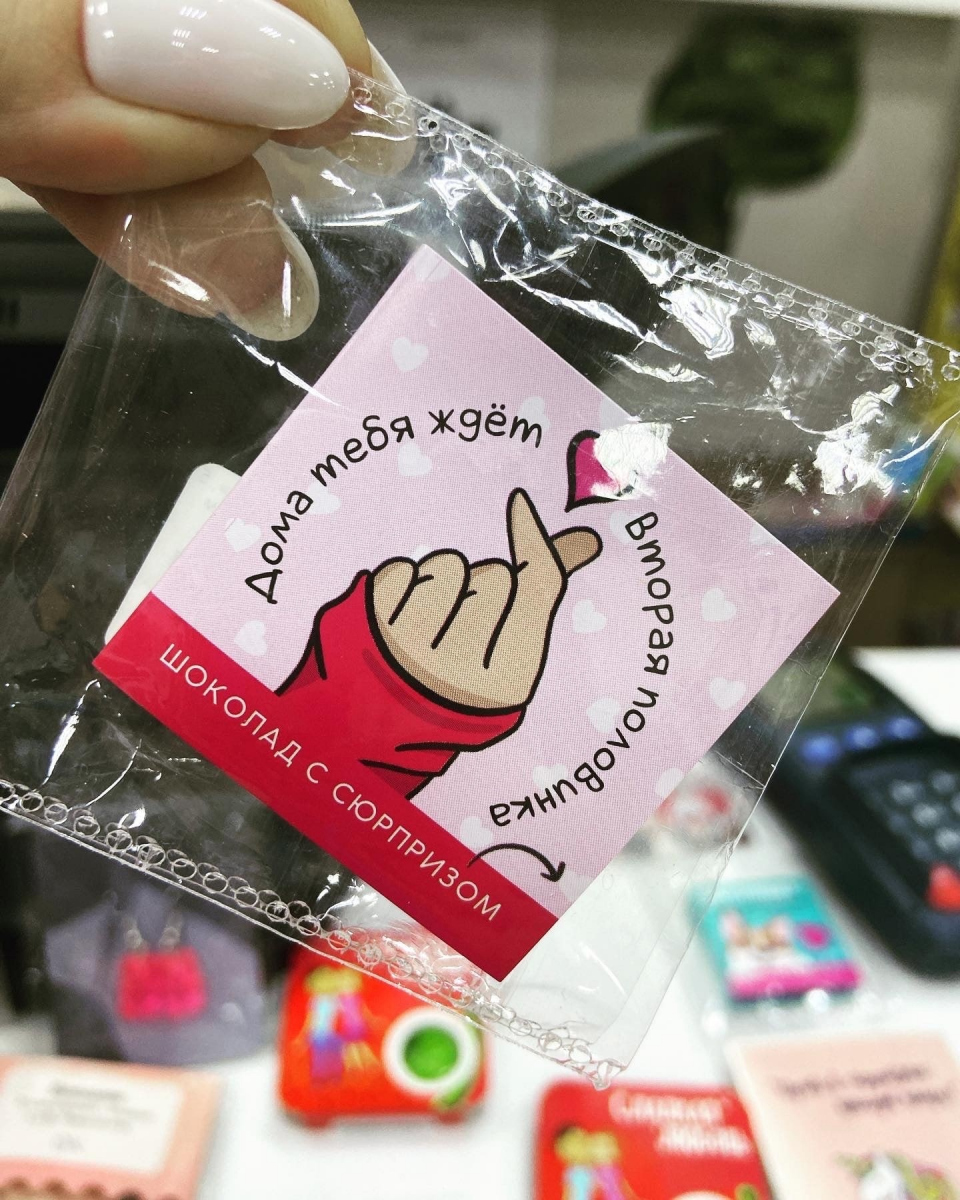 Дома тебя ждёт
вторая половинка
ШОКОЛАД С СЮРПРИЗОМ